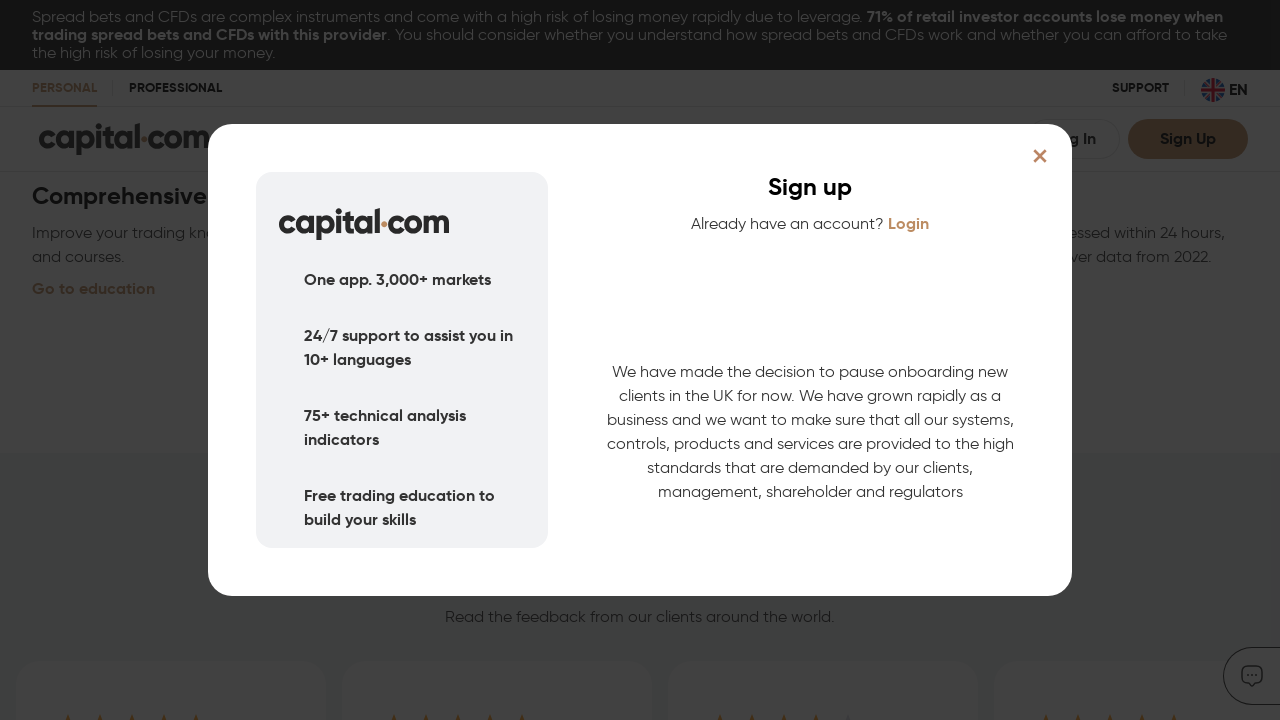 Spread bets and CFDs are complex instruments and come with a high risk of losing money rapidly due to leverage. 71% of retail investor accounts lose money when
trading spread bets and CFDs with this provider. You should consider whether you understand how spread bets and CFDs work and whether you can afford to take
the high risk of losing your money.
PERSONAL
PROFESSIONAL
SUPPORT
EN
capital.com
g In
Sign Up
Comprehensive
Improve your trading
and courses.
Go to education
essed within 24 hours,
ver data from 2022.
capital.com
One app. 3,000+ markets
24/7 support to assist you in
10+ languages
75+ technical analysis
indicators
Free trading education to
build your skills
×
Sign up
Already have an account? Login
We have made the decision to pause onboarding new
clients in the UK for now. We have grown rapidly as a
business and we want to make sure that all our systems,
controls, products and services are provided to the high
standards that are demanded by our clients,
management, shareholder and regulators
Read the feedback from our clients around the world.